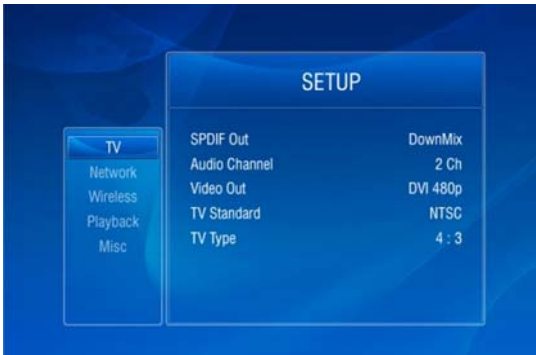 SETUP
TV
Network
Wireless
Playback
Misc
SPDIF Out DownMix
Audio Channel 2 Ch
Video Out DVI 480p
TV Standard NTSC
TV Type 4 : 3